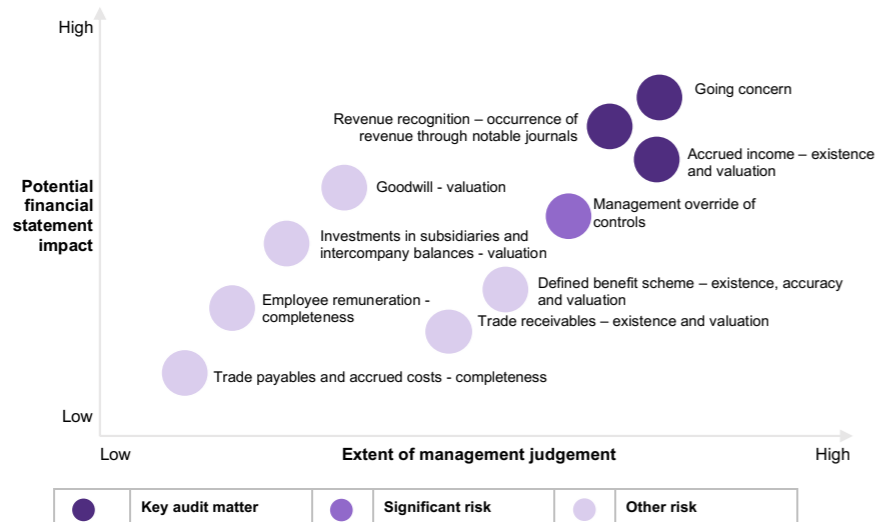 High
Going concern
Revenue recognition – occurrence of
revenue through notable journals
Accrued income – existence
and valuation
Potential
financial
statement
impact
Goodwill - valuation
Management override of
controls
Investments in subsidiaries and
intercompany balances - valuation
Defined benefit scheme – existence, accuracy
and valuation
Employee remuneration -
completeness
Trade receivables – existence and valuation
Trade payables and accrued costs - completeness
Low
Low
Extent of management judgement
High
Key audit matter
Significant risk
Other risk